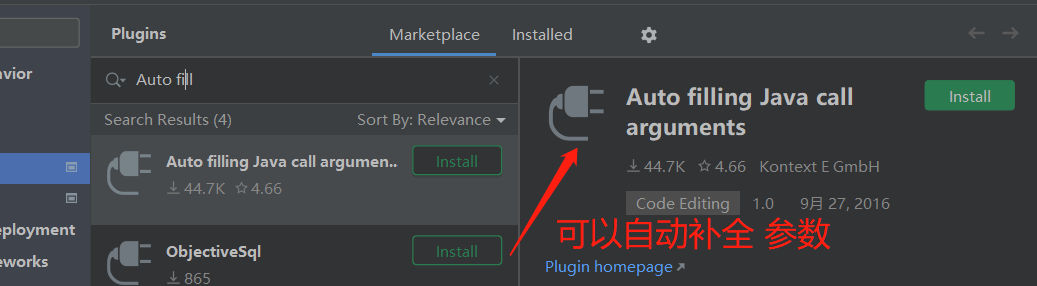 Plugins
Marketplace
Installed
avior
eployment
eworks
Auto fill
Search Results (4)
Sort By: Relevance
Auto filling Java call argumen..
Install
44.7K
4.66
ObjectiveSql
Install
865
Auto filling Java call
arguments
Install
44.7K
4.66
Kontext E GmbH
Code Editing
1.0
9月 27, 2016
可以自动补全 参数
Plugin homepage